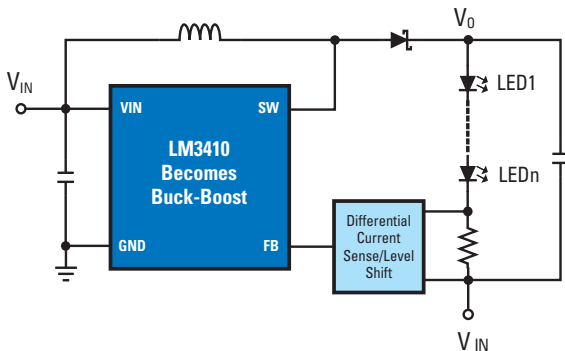 V0
VIN
VIN
SW
LED1
LM3410
Becomes
Buck-Boost
LEDn
Differential
Current
Sense/Level
Shift
GND
FB
VIN